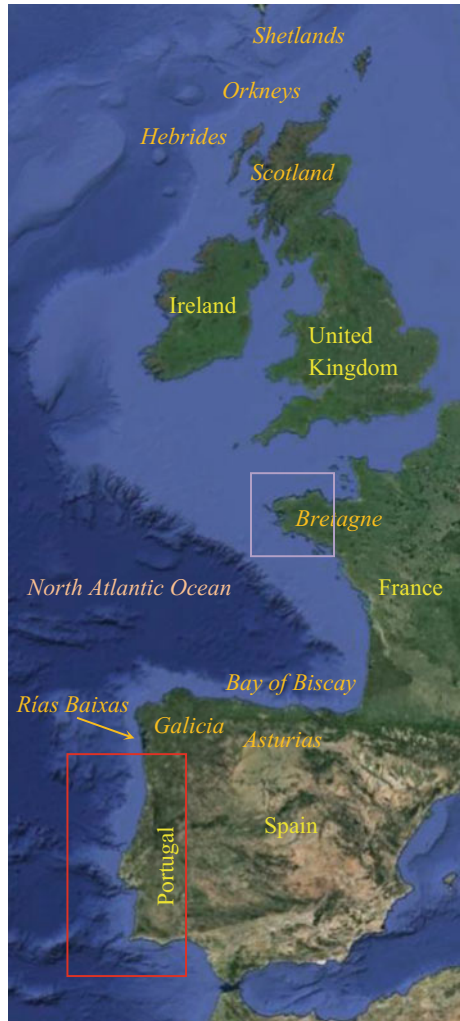 Shetlands
Orkneys
Hebrides
Scotland
Ireland
United
Kingdom
Bretagne
North Atlantic Ocean
France
Bay of Biscay
Rías Baixas
Galicia
Asturias
Spain
Portugal